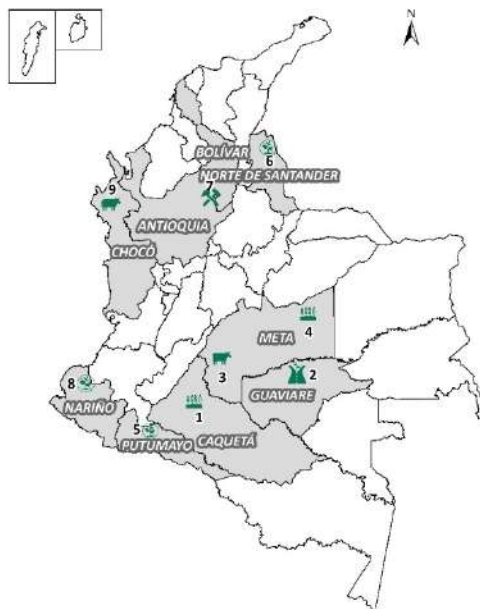 N
BOLÍVAR
6
NORTE DE SANTANDER
9
7
ANTIOQUIA
CHOCÓ
4
META
3
2
GUAVIARE
8
NARIÑO
1
5
PUTUMAYO
CAQUETÁ